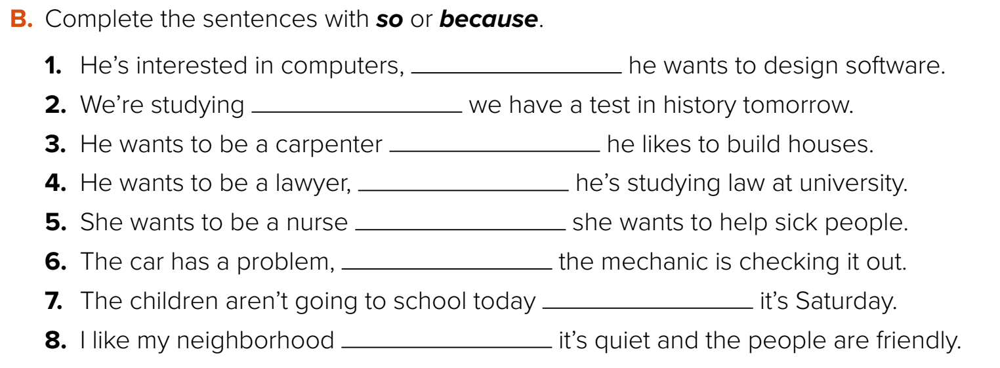 B. Complete the sentences with so or because.
1. He's interested in computers, ________________ he wants to design software.
2. We're studying ________________ we have a test in history tomorrow.
3. He wants to be a carpenter ________________ he likes to build houses.
4. He wants to be a lawyer, ________________ he's studying law at university.
5. She wants to be a nurse ________________ she wants to help sick people.
6. The car has a problem, ________________ the mechanic is checking it out.
7. The children aren't going to school today ________________ it's Saturday.
8. I like my neighborhood ________________ it's quiet and the people are friendly.